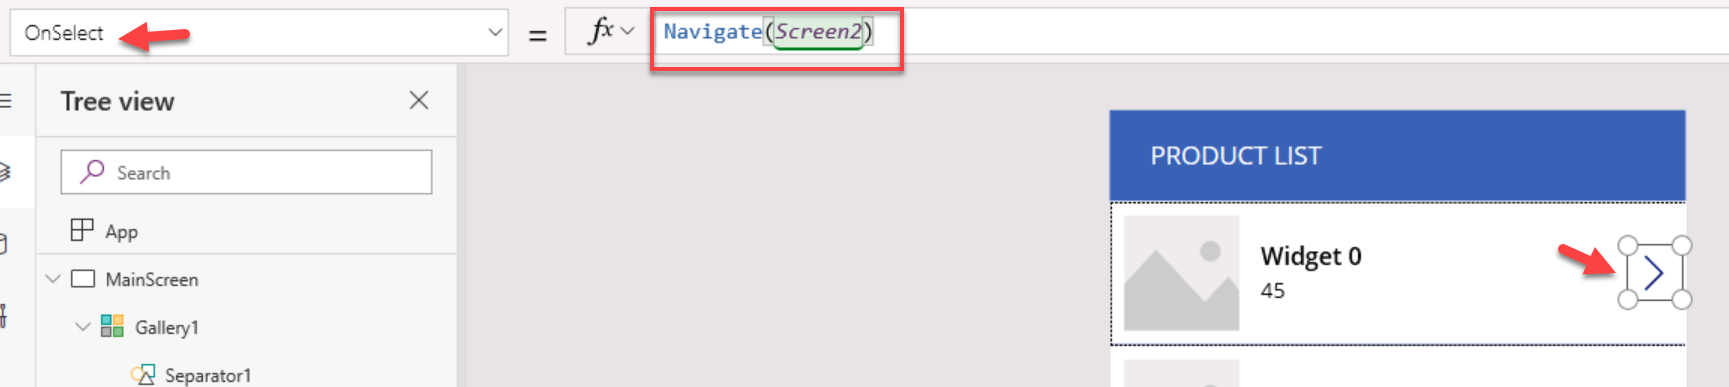 OnSelect = fx Navigate(Screen2)
Tree view
Search
App
MainScreen
Gallery1
Separator1
PRODUCT LIST
Widget 0
45